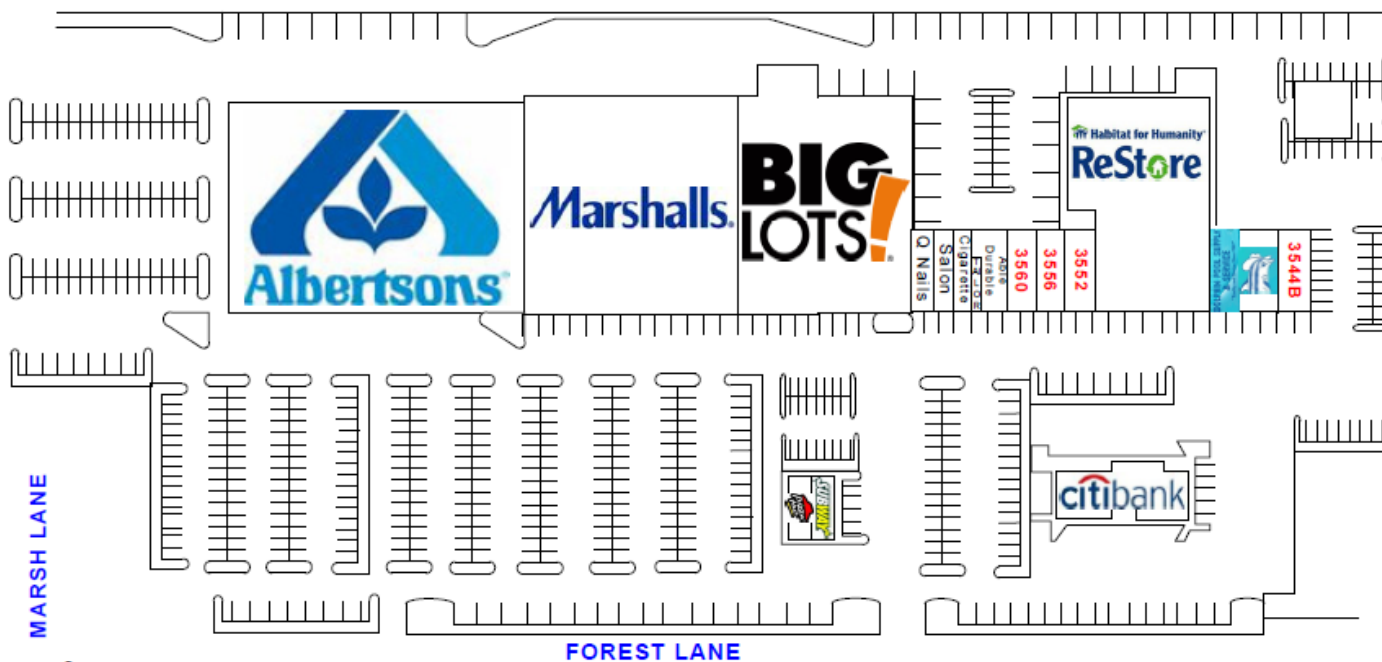 Albertsons
Marshalls.
BIG
LOTS!
Habitat for Humanity
ReStore
Q Nails
Salon
Cigarette
TAILOR
Able
Durable
3560
3556
3552
3544B
SUBWAY
citibank
MARSH LANE
FOREST LANE